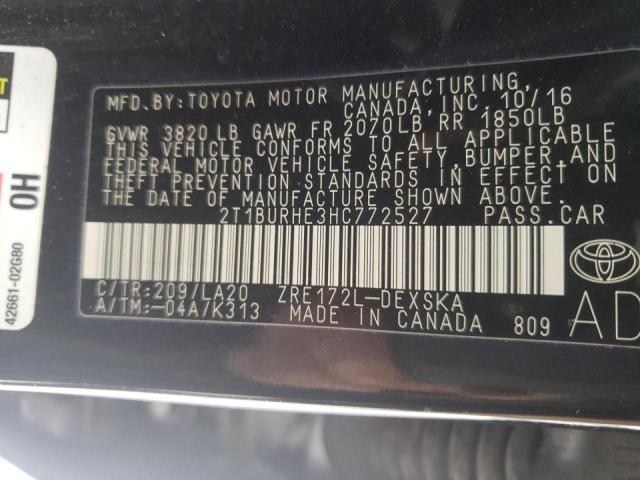 MFD.BY:TOYOTA MOTOR MANUFACTURING,
CANADA,INC. 10/16
GVWR 3820 LB GAWR FR 2070LB, RR 1850LB
THIS VEHICLE CONFORMS TO ALL APPLICABLE
FEDERAL MOTOR VEHICLE SAFETY,BUMPER,AND
THEFT PREVENTION STANDARDS IN EFFECT ON
THE DATE OF MANUFACTURE SHOWN ABOVE.
2T1BURHE3HC772527 PASS.CAR
C/TR:209/LA20 ZRE172L-DEXSKA
A/TM:-04A/K313 MADE IN CANADA 809
AD
OH
42661-02G80